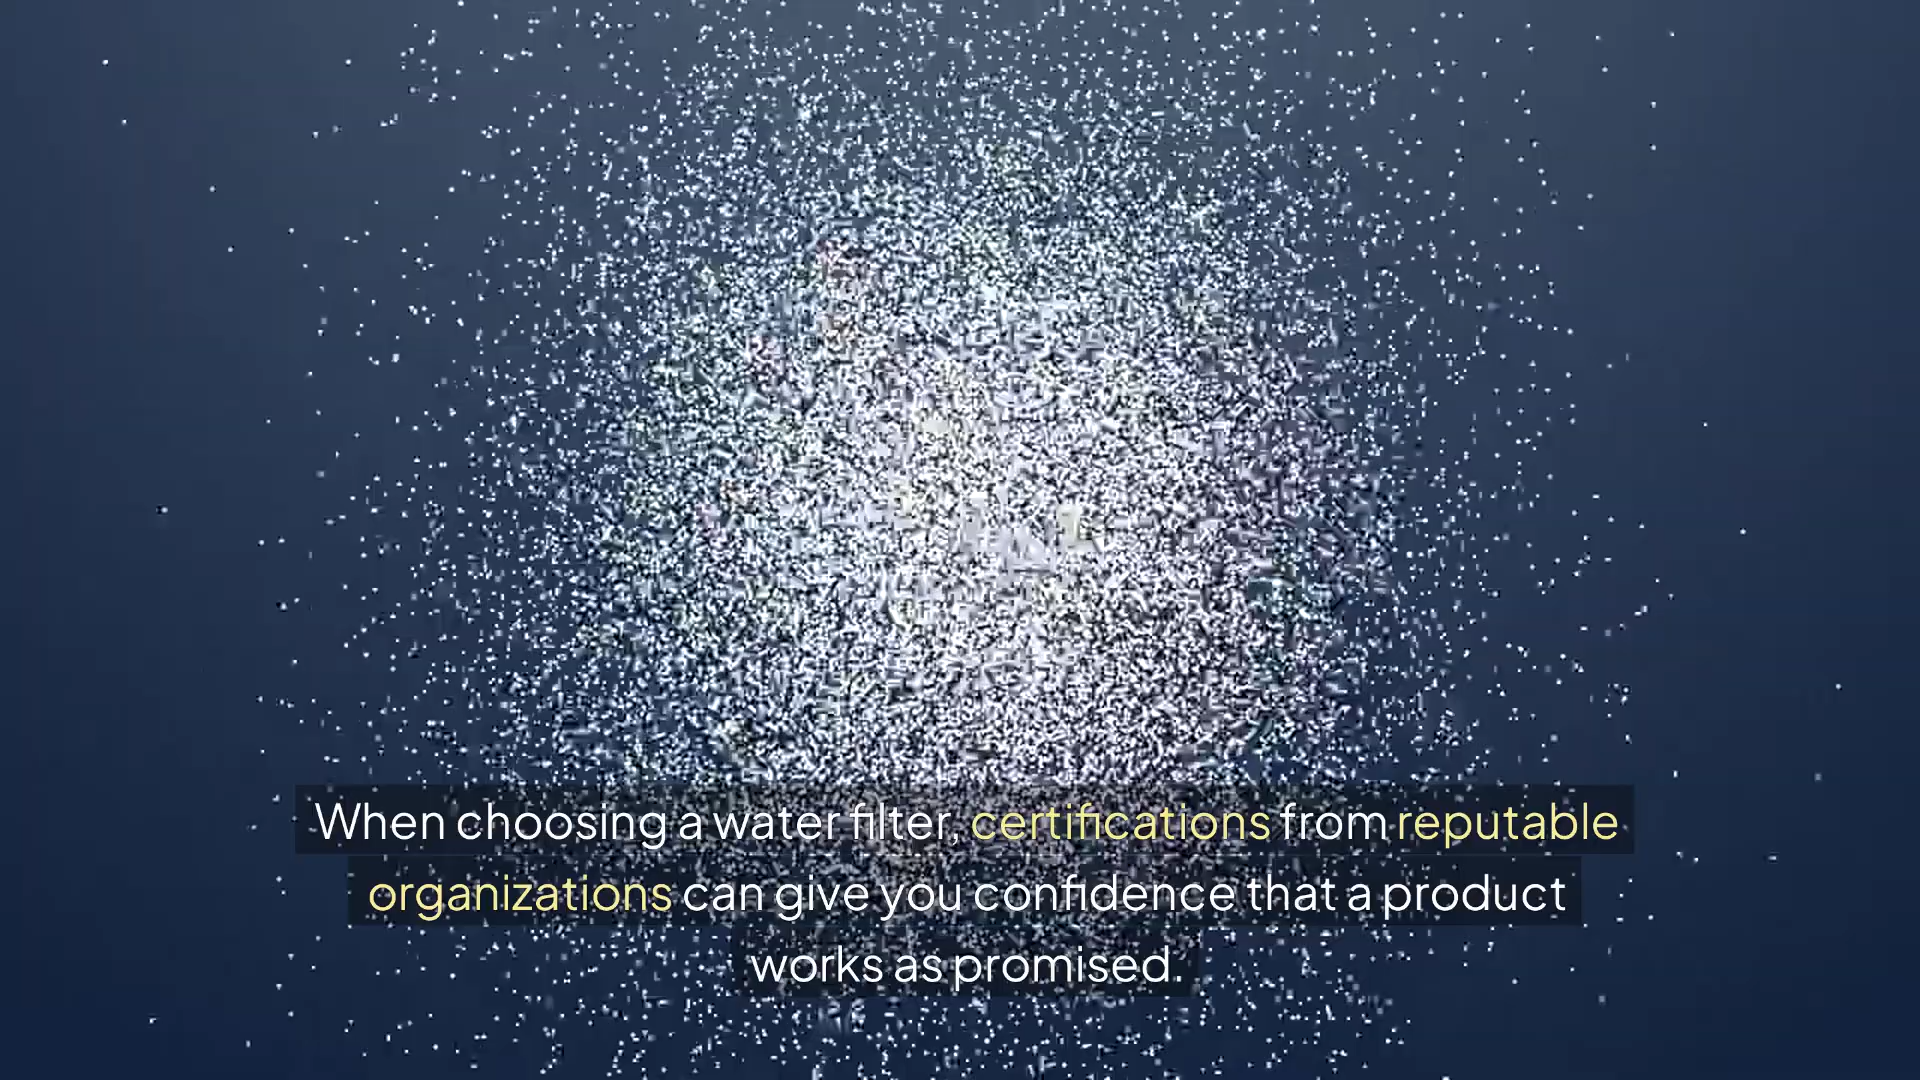 When choosing a water filter, certifications from reputable
organizations can give you confidence that a product
works as promised.